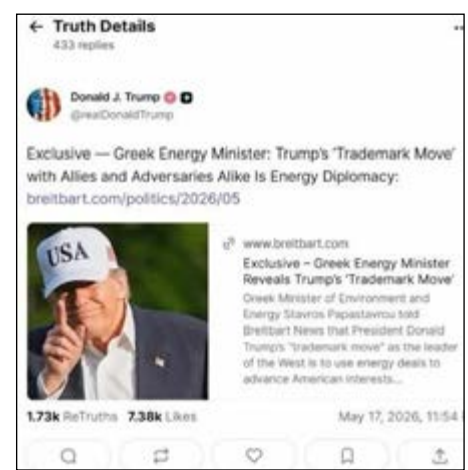 ← Truth Details
433 replies
Donald J. Trump
@realDonaldTrump
Exclusive — Greek Energy Minister: Trump's 'Trademark Move'
with Allies and Adversaries Alike Is Energy Diplomacy:
breitbart.com/politics/2026/05
USA
www.breitbart.com
Exclusive – Greek Energy Minister
Reveals Trump's 'Trademark Move'
Greek Minister of Environment and
Energy Stavros Papastavrou told
Breitbart News that President Donald
Trump's "trademark move" as the leader
of the West is to use energy deals to
advance American interests...
1.73k ReTruths 7.38k Likes
May 17, 2026, 11:54